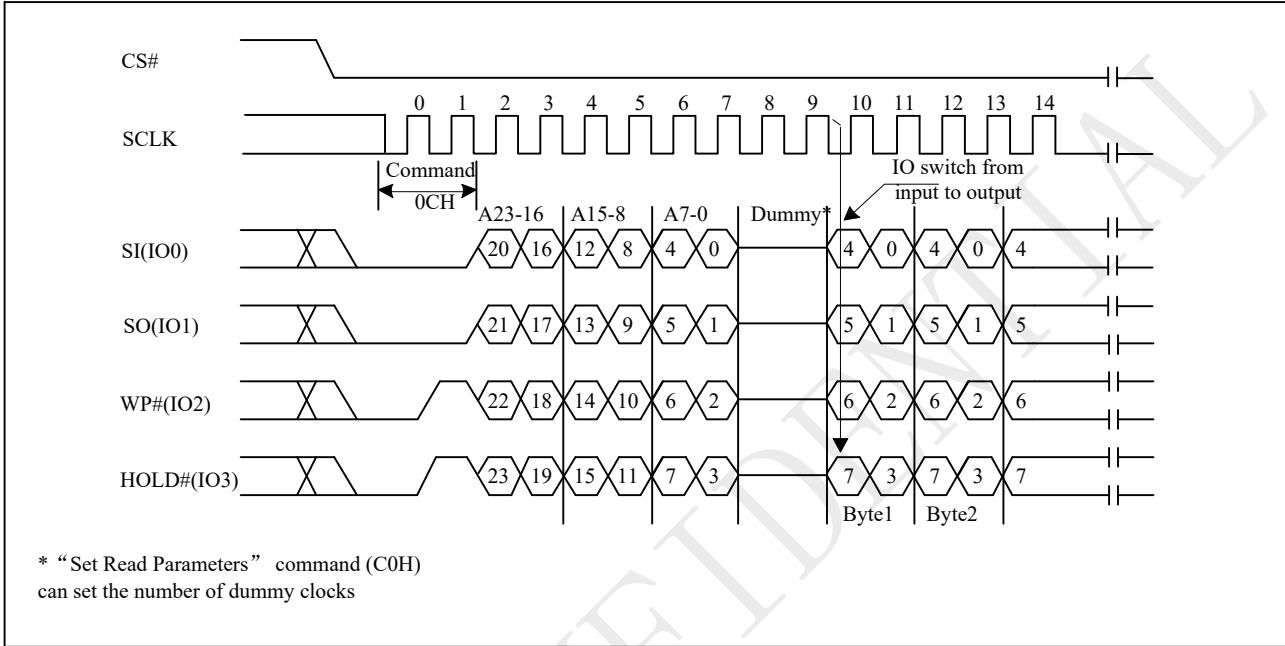 CS#
0 1 2 3 4 5 6 7 8 9 10 11 12 13 14
SCLK
Command
0CH
IO switch from
input to output
A23-16 A15-8 A7-0 Dummy*
SI(IO0) 20 16 12 8 4 0 4 0 4 0 4
SO(IO1) 21 17 13 9 5 1 5 1 5 1 5
WP#(IO2) 22 18 14 10 6 2 6 2 6 2 6
HOLD#(IO3) 23 19 15 11 7 3 7 3 7 3 7
Byte1 Byte2
* “Set Read Parameters” command (C0H)
can set the number of dummy clocks